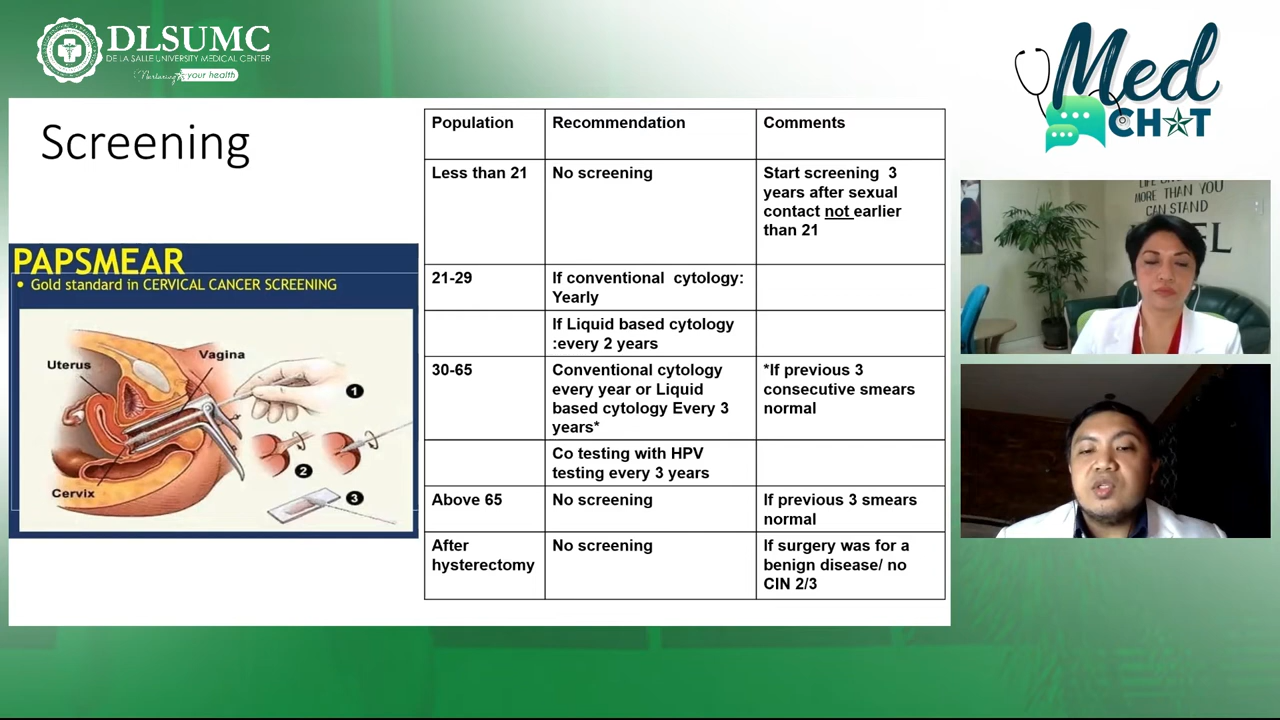 DLSUMC
DE LA SALLE UNIVERSITY MEDICAL CENTER
Nurturing your health
Med
CHAT
Screening
PAPSMEAR
• Gold standard in CERVICAL CANCER SCREENING
Uterus
Vagina
Cervix
1
2
3
Population Recommendation Comments
Less than 21 No screening Start screening 3
years after sexual
contact not earlier
than 21
21-29 If conventional cytology:
Yearly
If Liquid based cytology
:every 2 years
30-65 Conventional cytology *If previous 3
every year or Liquid consecutive smears
based cytology Every 3 normal
years*
Co testing with HPV
testing every 3 years
Above 65 No screening If previous 3 smears
normal
After No screening If surgery was for a
hysterectomy benign disease/ no
CIN 2/3
MORE THAN YOU
CAN STAND